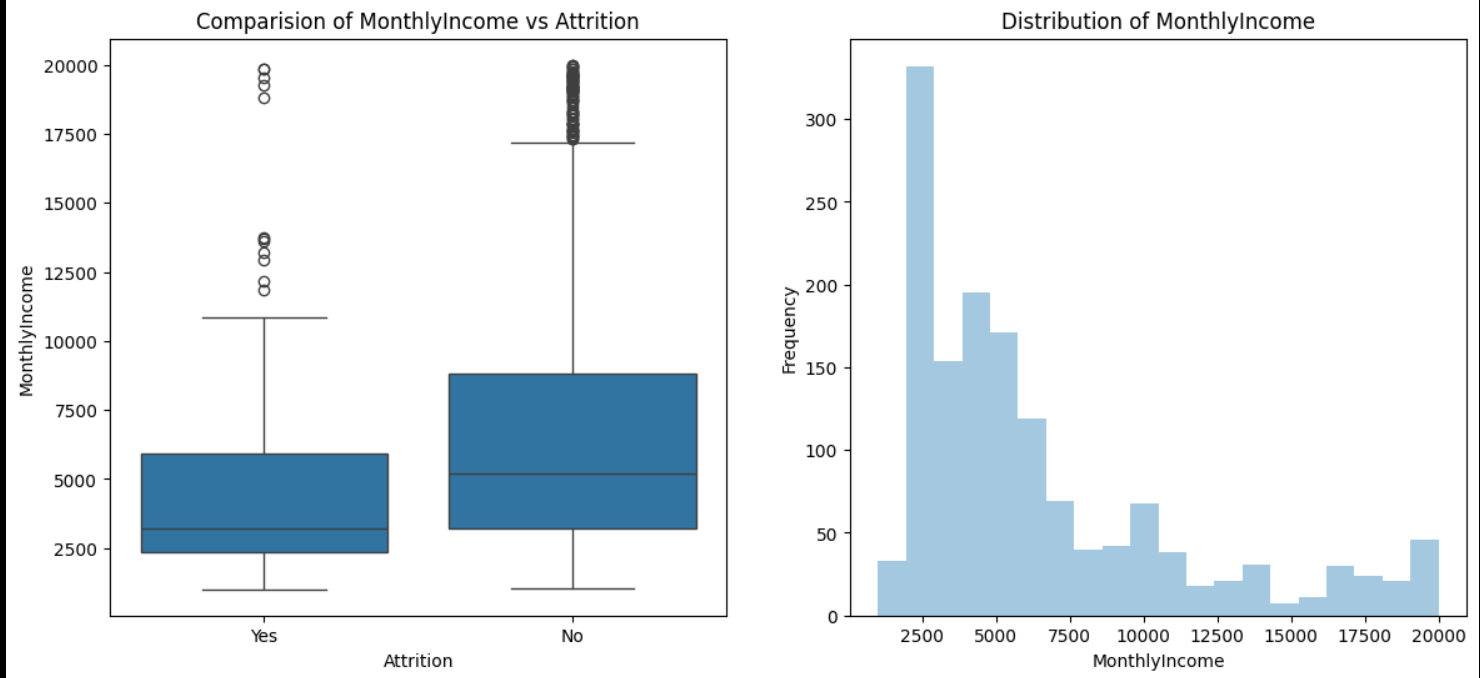 Comparision of MonthlyIncome vs Attrition
20000
17500
15000
12500
10000
7500
5000
2500
MonthlyIncome
Yes
No
Attrition
Distribution of MonthlyIncome
300
250
200
150
100
50
0
Frequency
2500
5000
7500
10000
12500
15000
17500
20000
MonthlyIncome